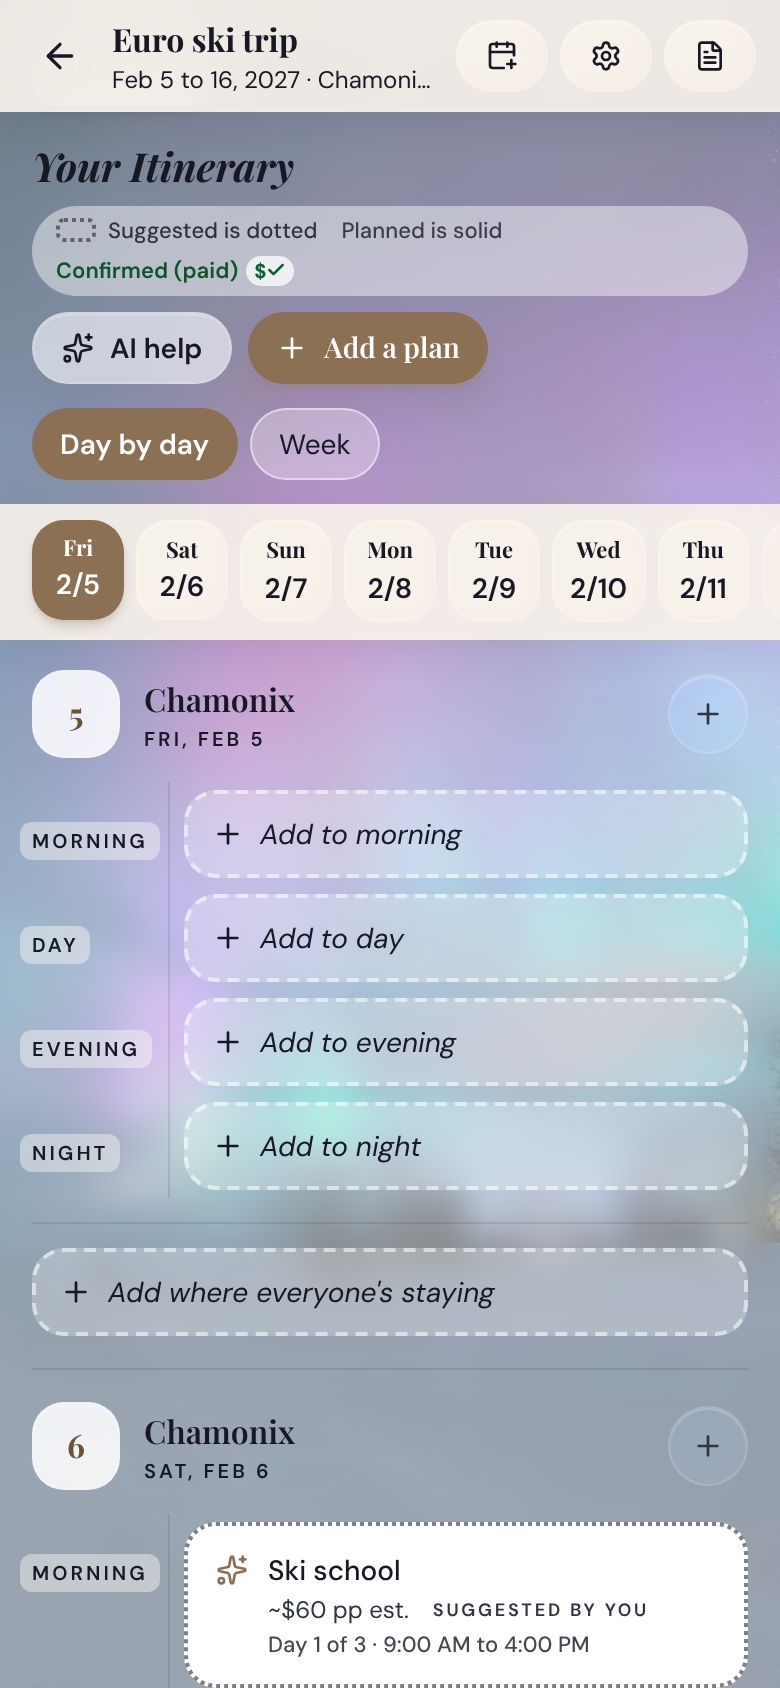 Euro ski trip
Feb 5 to 16, 2027 · Chamoni...
Your Itinerary
Suggested is dotted Planned is solid
Confirmed (paid) $✓
AI help + Add a plan
Day by day Week
Fri Sat Sun Mon Tue Wed Thu
2/5 2/6 2/7 2/8 2/9 2/10 2/11
5 Chamonix +
FRI, FEB 5
MORNING + Add to morning
DAY + Add to day
EVENING + Add to evening
NIGHT + Add to night
+ Add where everyone's staying
6 Chamonix +
SAT, FEB 6
MORNING Ski school
~$60 pp est. SUGGESTED BY YOU
Day 1 of 3 · 9:00 AM to 4:00 PM